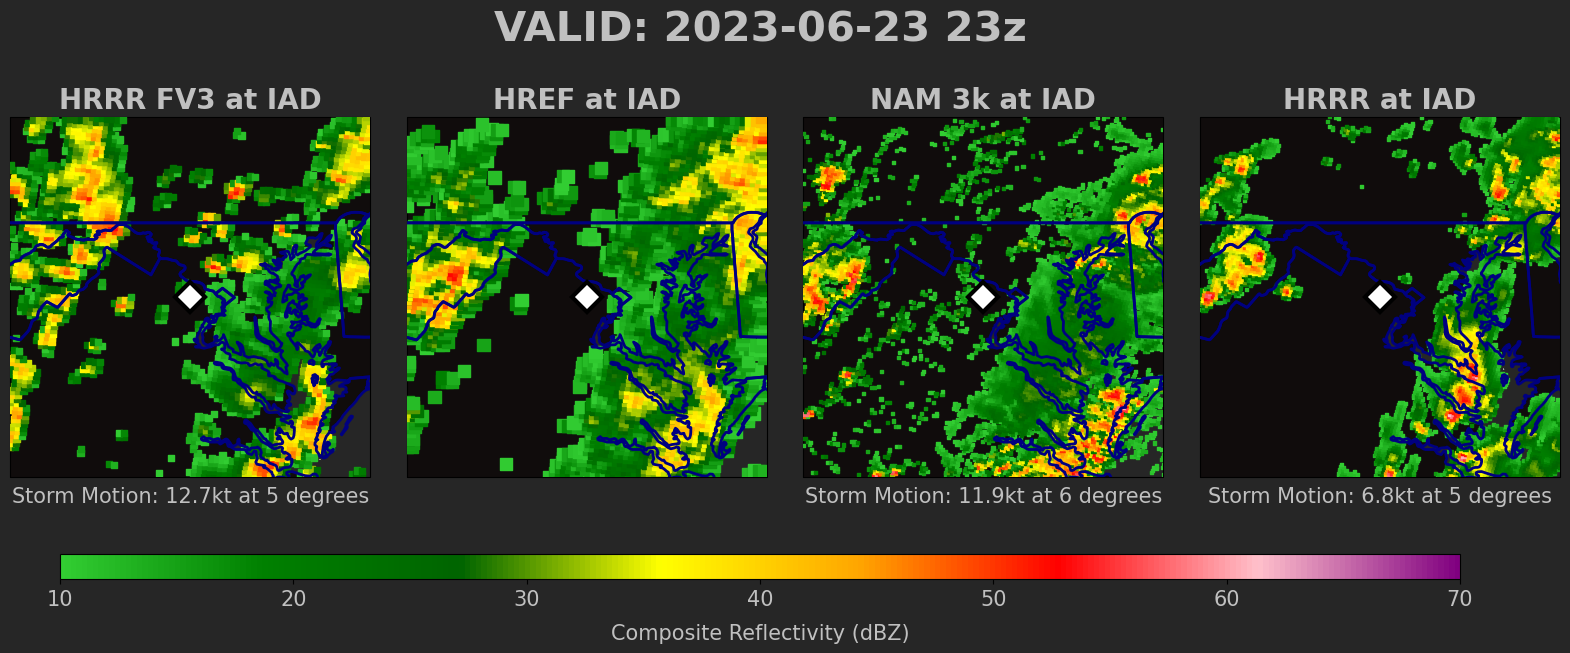 VALID: 2023-06-23 23z
HRRR FV3 at IAD
HREF at IAD
NAM 3k at IAD
HRRR at IAD
Storm Motion: 12.7kt at 5 degrees
Storm Motion: 11.9kt at 6 degrees
Storm Motion: 6.8kt at 5 degrees
10 20 30 40 50 60 70
Composite Reflectivity (dBZ)